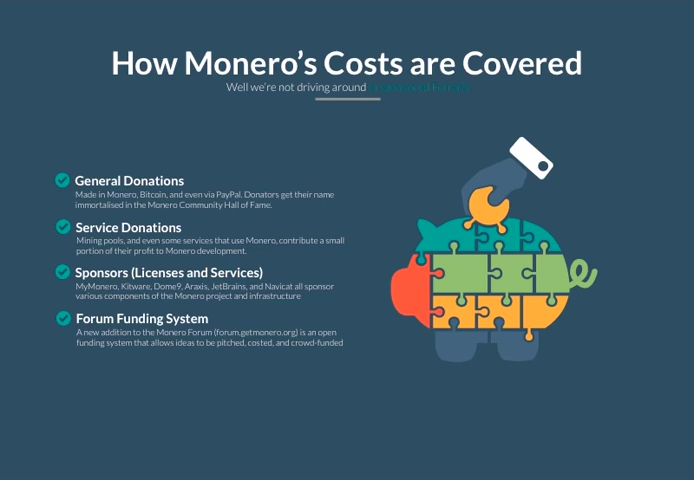 How Monero's Costs are Covered
Well we're not driving around
General Donations
Made in Monero, Bitcoin, and even via PayPal. Donators get their name
immortalised in the Monero Community Hall of Fame.
Service Donations
Mining pools, and even some services that use Monero, contribute a small
portion of their profit to Monero development.
Sponsors (Licenses and Services)
MyMonero, Kitware, Dome9, Araxis, JetBrains, and Navicat all sponsor
various components of the Monero project and infrastructure
Forum Funding System
A new addition to the Monero Forum (forum.getmonero.org) is an open
funding system that allows ideas to be pitched, costed, and crowd-funded